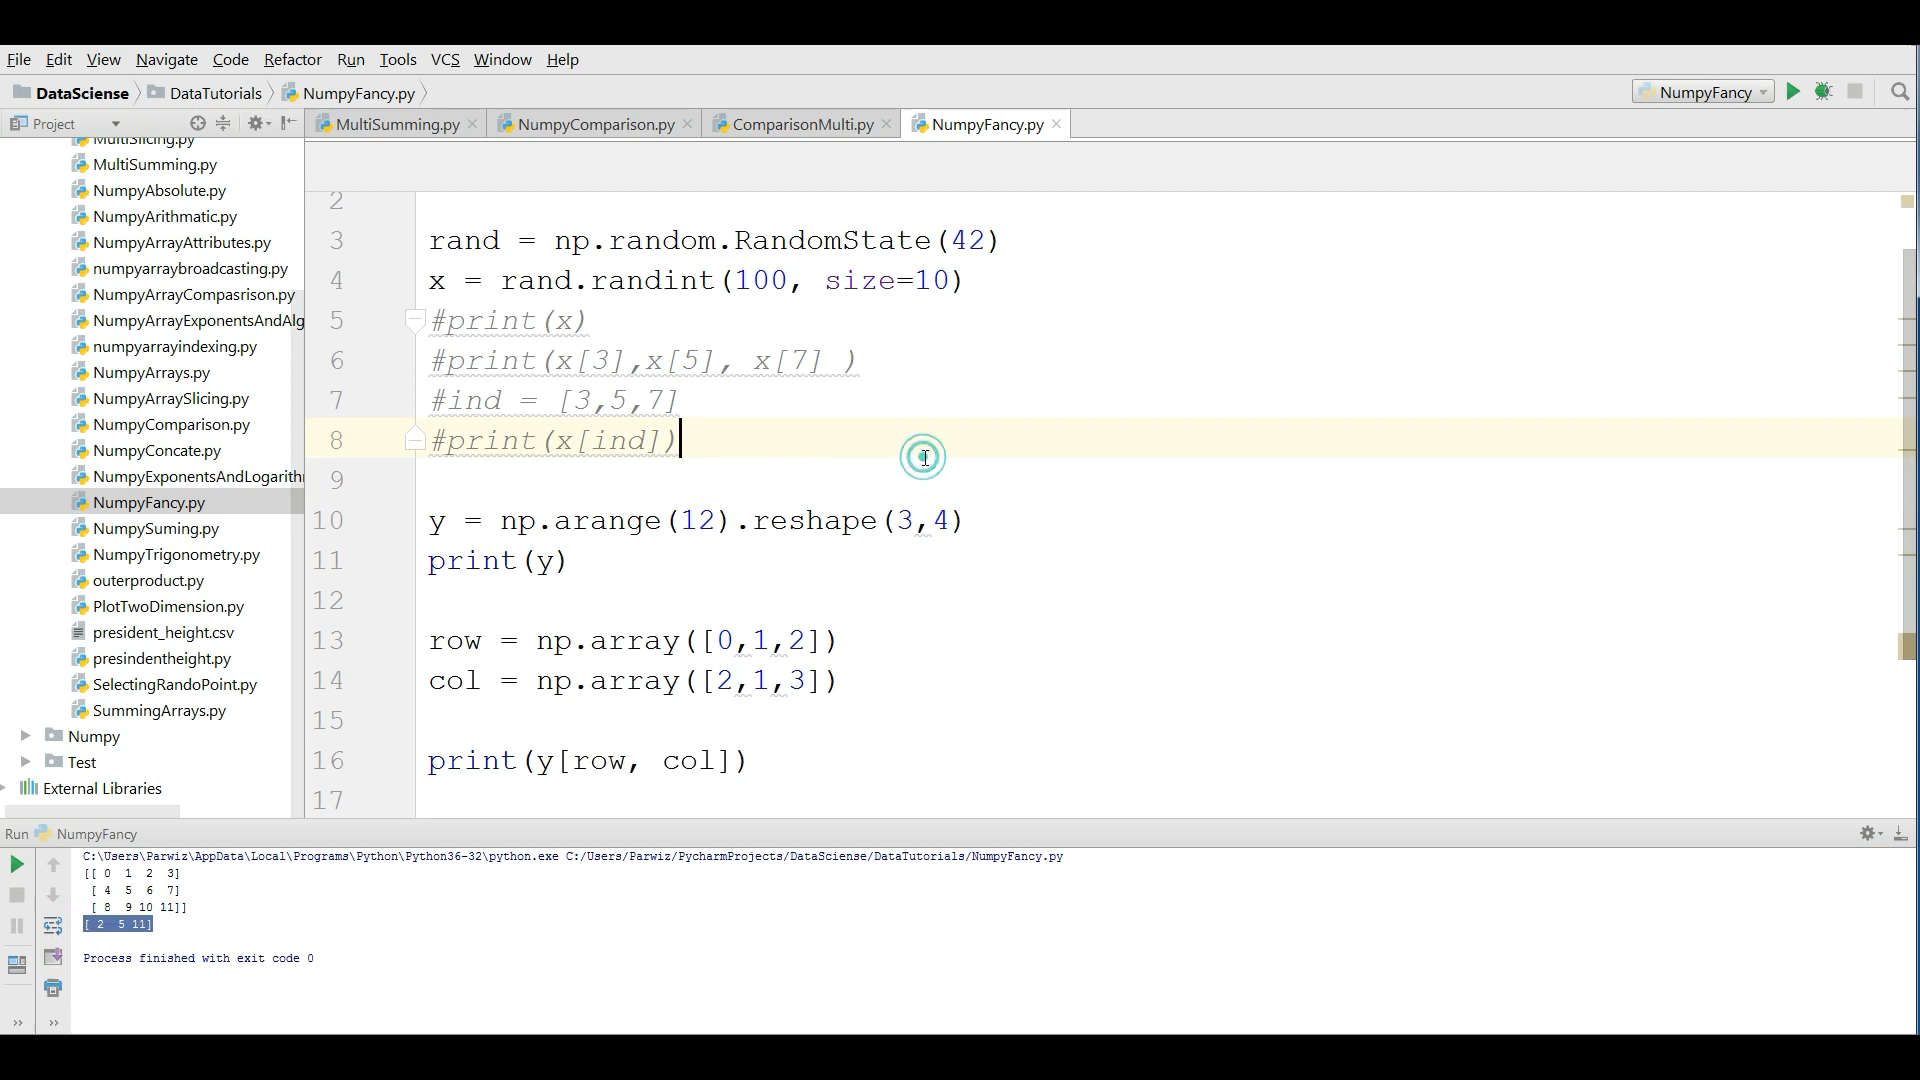 File Edit View Navigate Code Refactor Run Tools VCS Window Help
DataSciense DataTutorials NumpyFancy.py NumpyFancy
Project MultiSumming.py NumpyComparison.py ComparisonMulti.py NumpyFancy.py
MultiSlicing.py
MultiSumming.py
NumpyAbsolute.py
NumpyArithmatic.py
NumpyArrayAttributes.py
numpyarraybroadcasting.py
NumpyArrayCompasrison.py
NumpyArrayExponentsAndAlg
numpyarrayindexing.py
NumpyArrays.py
NumpyArraySlicing.py
NumpyComparison.py
NumpyConcate.py
NumpyExponentsAndLogarith
NumpyFancy.py
NumpySuming.py
NumpyTrigonometry.py
outerproduct.py
PlotTwoDimension.py
president_height.csv
presindentheight.py
SelectingRandoPoint.py
SummingArrays.py
Numpy
Test
External Libraries
2
3 rand = np.random.RandomState(42)
4 x = rand.randint(100, size=10)
5 #print(x)
6 #print(x[3],x[5], x[7] )
7 #ind = [3,5,7]
8 #print(x[ind])
9
10 y = np.arange(12).reshape(3,4)
11 print(y)
12
13 row = np.array([0,1,2])
14 col = np.array([2,1,3])
15
16 print(y[row, col])
17
Run NumpyFancy
C:\Users\Parwiz\AppData\Local\Programs\Python\Python36-32\python.exe C:/Users/Parwiz/PycharmProjects/DataSciense/DataTutorials/NumpyFancy.py
[[ 0 1 2 3]
[ 4 5 6 7]
[ 8 9 10 11]]
[ 2 5 11]
Process finished with exit code 0